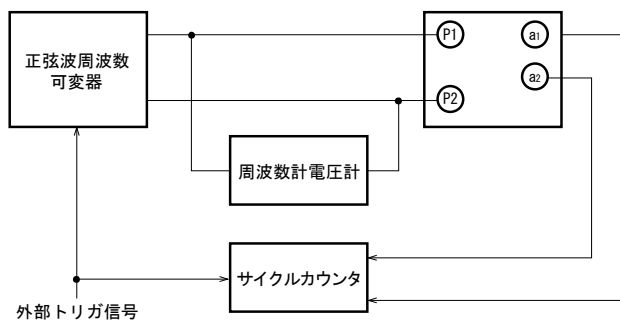 正弦波周波数
可変器
P1
a1
a2
P2
周波数計電圧計
サイクルカウンタ
外部トリガ信号